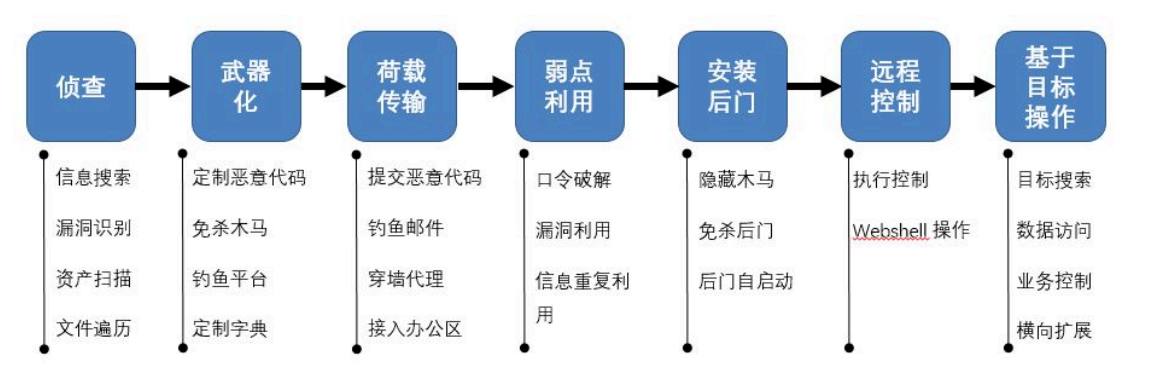 侦查
武器
化
荷载
传输
弱点
利用
安装
后门
远程
控制
基于
目标
操作
信息搜索
漏洞识别
资产扫描
文件遍历
定制恶意代码
免杀木马
钓鱼平台
定制字典
提交恶意代码
钓鱼邮件
穿墙代理
接入办公区
口令破解
漏洞利用
信息重复利
用
隐藏木马
免杀后门
后门自启动
执行控制
Webshell 操作
目标搜索
数据访问
业务控制
横向扩展